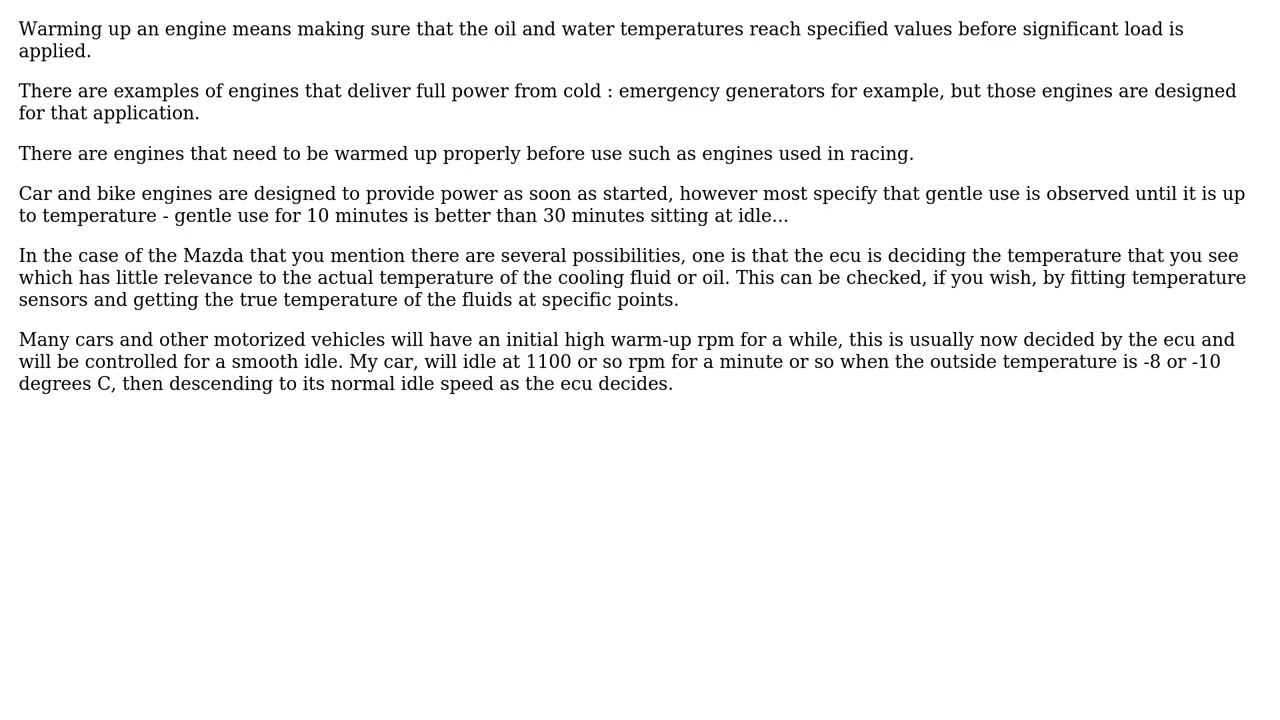 Warming up an engine means making sure that the oil and water temperatures reach specified values before significant load is
applied.
There are examples of engines that deliver full power from cold : emergency generators for example, but those engines are designed
for that application.
There are engines that need to be warmed up properly before use such as engines used in racing.
Car and bike engines are designed to provide power as soon as started, however most specify that gentle use is observed until it is up
to temperature - gentle use for 10 minutes is better than 30 minutes sitting at idle...
In the case of the Mazda that you mention there are several possibilities, one is that the ecu is deciding the temperature that you see
which has little relevance to the actual temperature of the cooling fluid or oil. This can be checked, if you wish, by fitting temperature
sensors and getting the true temperature of the fluids at specific points.
Many cars and other motorized vehicles will have an initial high warm-up rpm for a while, this is usually now decided by the ecu and
will be controlled for a smooth idle. My car, will idle at 1100 or so rpm for a minute or so when the outside temperature is -8 or -10
degrees C, then descending to its normal idle speed as the ecu decides.